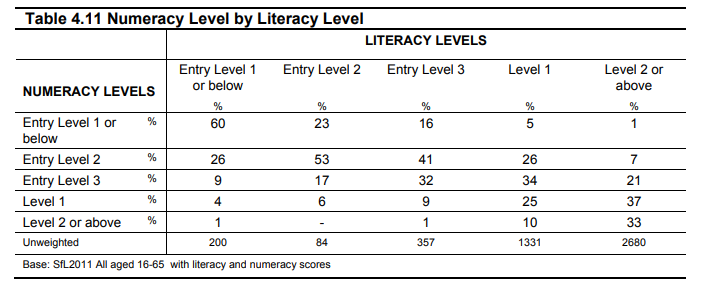 Table 4.11 Numeracy Level by Literacy Level
LITERACY LEVELS
NUMERACY LEVELS Entry Level 1 or below Entry Level 2 Entry Level 3 Level 1 Level 2 or above
% % % % %
Entry Level 1 or below % 60 23 16 5 1
Entry Level 2 % 26 53 41 26 7
Entry Level 3 % 9 17 32 34 21
Level 1 % 4 6 9 25 37
Level 2 or above % 1 - 1 10 33
Unweighted 200 84 357 1331 2680
Base: SfL2011 All aged 16-65 with literacy and numeracy scores